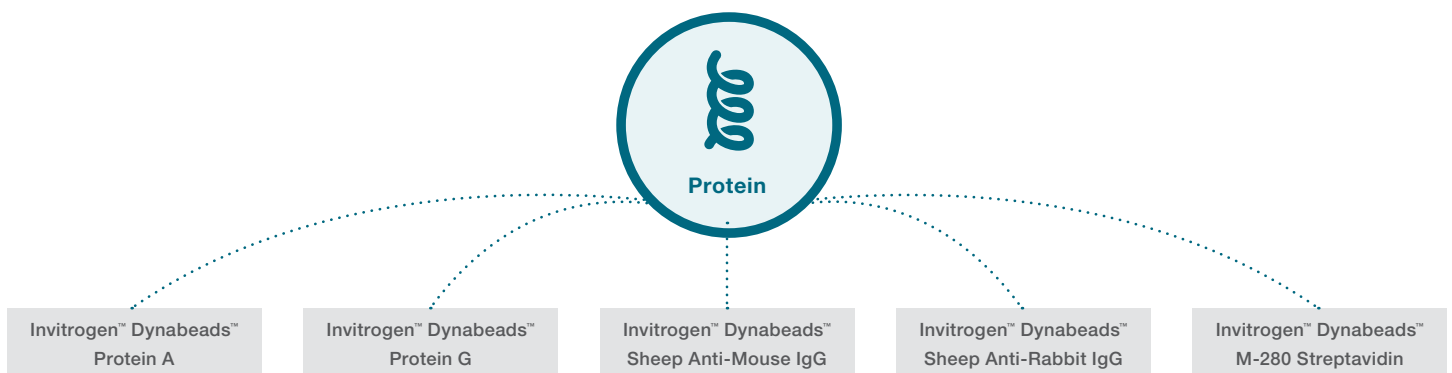 Protein
Invitrogen™ Dynabeads™
Protein A
Invitrogen™ Dynabeads™
Protein G
Invitrogen™ Dynabeads™
Sheep Anti-Mouse IgG
Invitrogen™ Dynabeads™
Sheep Anti-Rabbit IgG
Invitrogen™ Dynabeads™
M-280 Streptavidin